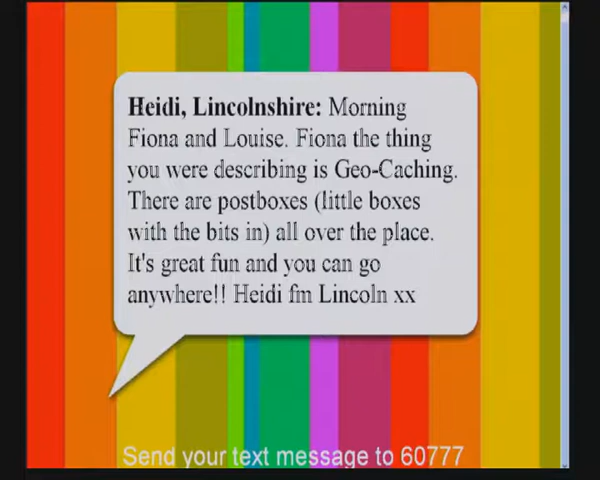 Heidi, Lincolnshire: Morning
Fiona and Louise. Fiona the thing
you were describing is Geo-Caching.
There are postboxes (little boxes
with the bits in) all over the place.
It's great fun and you can go
anywhere!! Heidi fm Lincoln xx
Send your text message to 60777